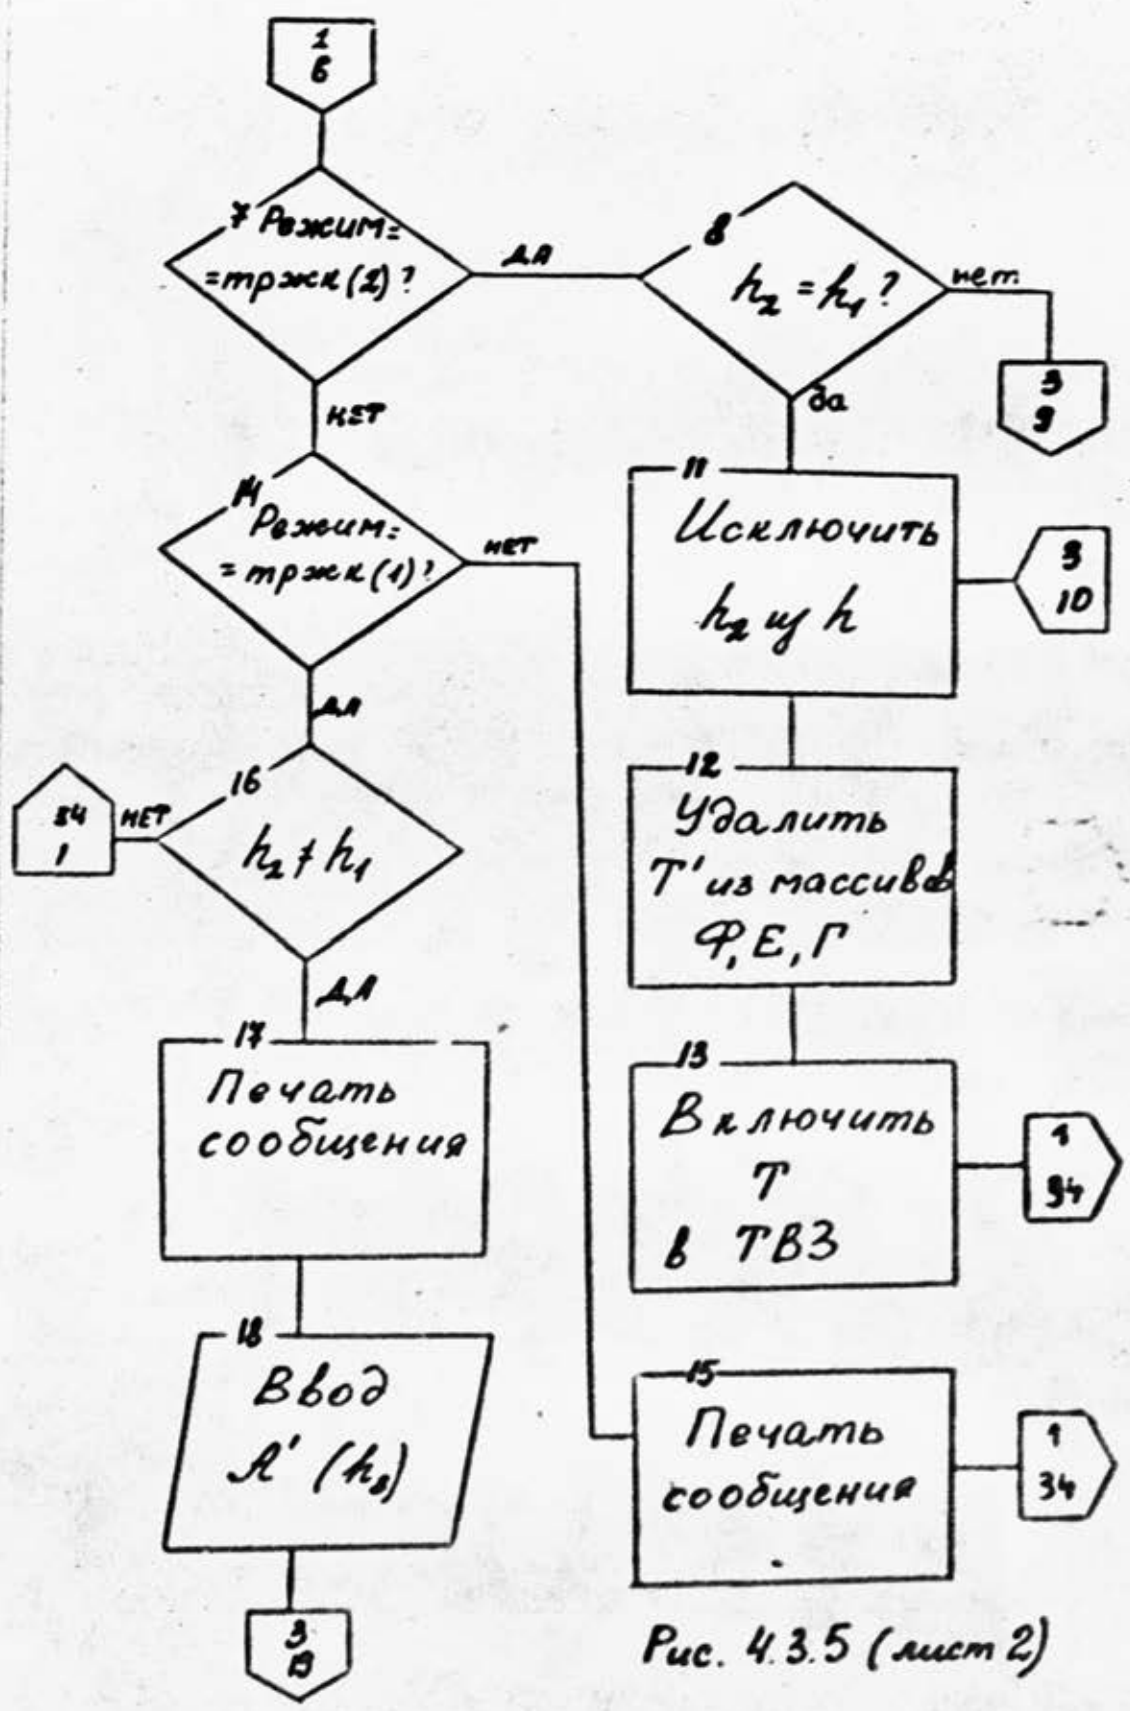 1
6
7 Режим=
=тржк(2)?
ДА
НЕТ
8
h₂ = h₁ ?
нет
3
9
да
14
Режим=
=тржк(1)?
НЕТ
ДА
11
Исключить
h₂ из h
3
10
16
h₂ ≠ h₁
НЕТ
34
1
ДА
12
Удалить
Т' из массивов
Ф, Е, Г
17
Печать
сообщения
13
Включить
Т
в ТВЗ
1
34
18
Ввод
A' (h₂)
3
19
15
Печать
сообщения
1
34
Рис. 4.3.5 (лист 2)